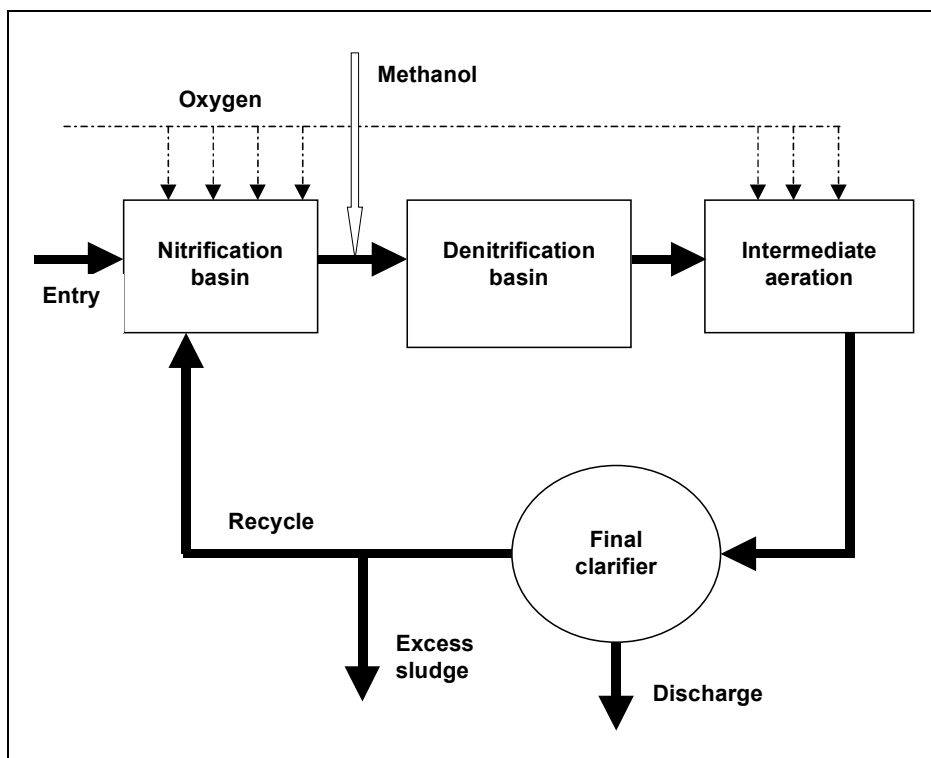 Methanol
Oxygen
Nitrification
basin
Denitrification
basin
Intermediate
aeration
Entry
Recycle
Final
clarifier
Excess
sludge
Discharge